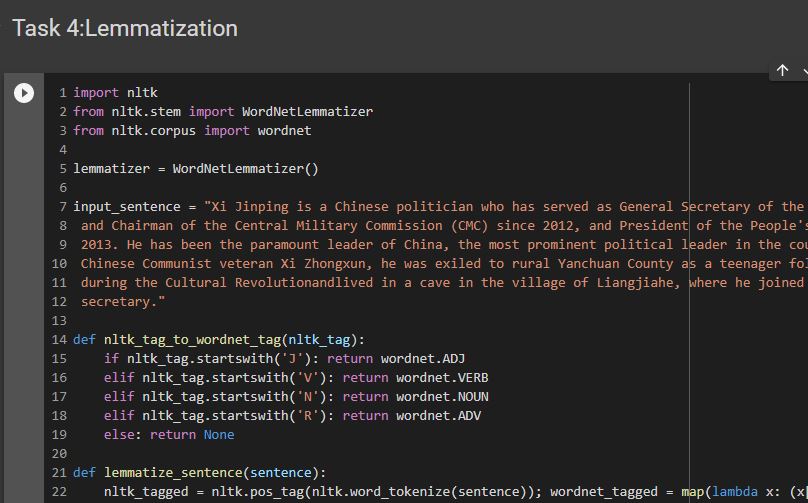 Task 4:Lemmatization
1 import nltk
2 from nltk.stem import WordNetLemmatizer
3 from nltk.corpus import wordnet
4
5 lemmatizer = WordNetLemmatizer()
6
7 input_sentence = "Xi Jinping is a Chinese politician who has served as General Secretary of the
8 and Chairman of the Central Military Commission (CMC) since 2012, and President of the People's
9 2013. He has been the paramount leader of China, the most prominent political leader in the
10 Chinese Communist veteran Xi Zhongxun, he was exiled to rural Yanchuan County as a teenager
11 during the Cultural Revolutionandlived in a cave in the village of Liangjiahe, where he joined
12 secretary."
13
14 def nltk_tag_to_wordnet_tag(nltk_tag):
15 if nltk_tag.startswith('J'): return wordnet.ADJ
16 elif nltk_tag.startswith('V'): return wordnet.VERB
17 elif nltk_tag.startswith('N'): return wordnet.NOUN
18 elif nltk_tag.startswith('R'): return wordnet.ADV
19 else: return None
20
21 def lemmatize_sentence(sentence):
22 nltk_tagged = nltk.pos_tag(nltk.word_tokenize(sentence)); wordnet_tagged = map(lambda x: (x